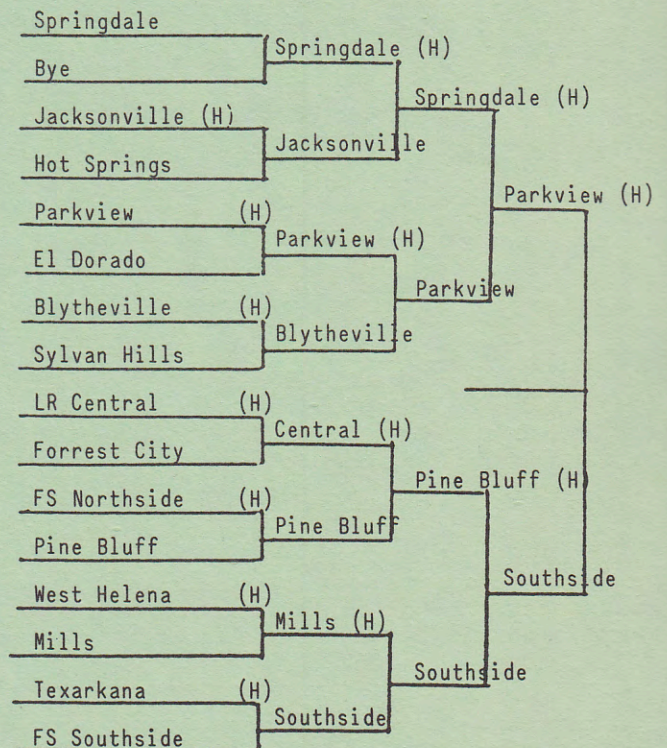 Springdale
Bye
Jacksonville (H)
Hot Springs
Parkview (H)
El Dorado
Blytheville (H)
Sylvan Hills
LR Central (H)
Forrest City
FS Northside (H)
Pine Bluff
West Helena (H)
Mills
Texarkana (H)
FS Southside
Springdale (H)
Jacksonville
Parkview (H)
Blytheville
Central (H)
Pine Bluff
Mills (H)
Southside
Springdale (H)
Parkview
Pine Bluff (H)
Southside
Parkview (H)
Southside